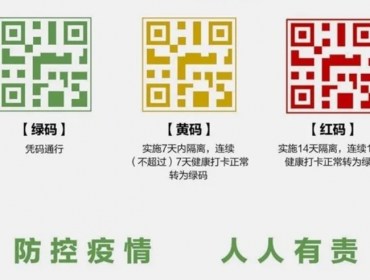 【绿码】
凭码通行
【黄码】
实施7天内隔离，连续
（不超过）7天健康打卡正常
转为绿码
【红码】
实施14天隔离，连续1
健康打卡正常转为绿
防控疫情 人人有责